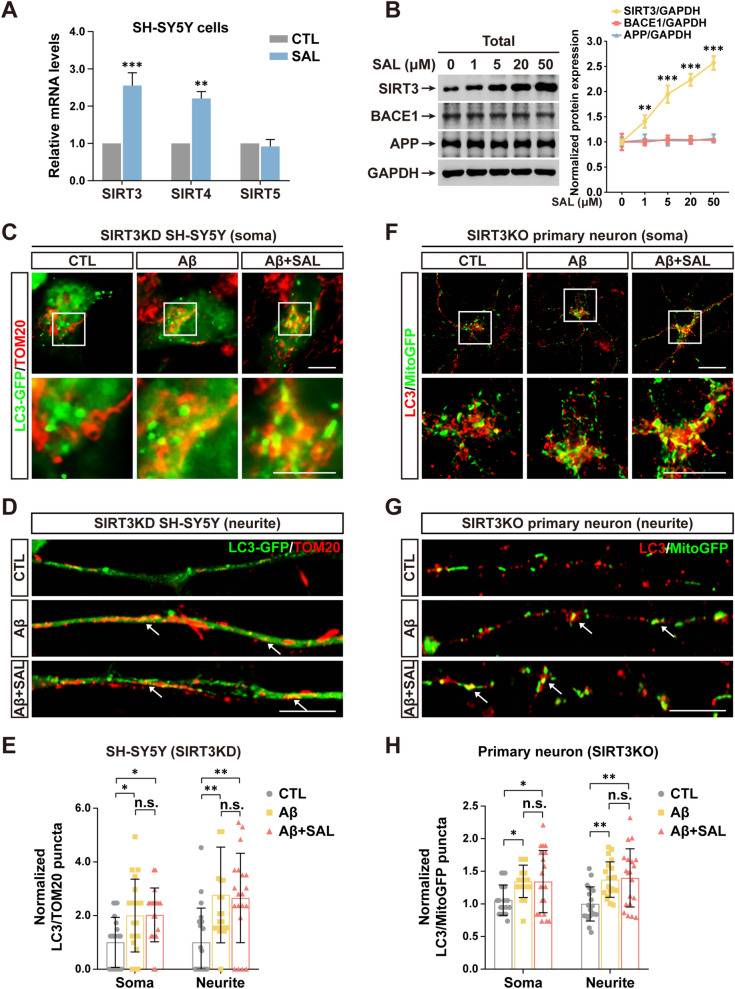 A
SH-SY5Y cells
CTL
SAL
Relative mRNA levels
4.0
3.0
2.0
1.0
0
***
**
SIRT3
SIRT4
SIRT5
B
Total
SAL (μM)
0
1
5
20
50
SIRT3
BACE1
APP
GAPDH
SIRT3/GAPDH
BACE1/GAPDH
APP/GAPDH
Normalized protein expression
3.0
2.5
2.0
1.5
1.0
0.5
0.0
**
***
***
***
SAL (μM)
0
1
5
20
50
C
SIRT3KD SH-SY5Y (soma)
CTL
Aβ
Aβ+SAL
LC3-GFP/TOM20
F
SIRT3KO primary neuron (soma)
CTL
Aβ
Aβ+SAL
LC3/MitoGFP
D
SIRT3KD SH-SY5Y (neurite)
LC3-GFP/TOM20
CTL
Aβ
Aβ+SAL
G
SIRT3KO primary neuron (neurite)
LC3/MitoGFP
CTL
Aβ
Aβ+SAL
E
SH-SY5Y (SIRT3KD)
CTL
Aβ
Aβ+SAL
Normalized
LC3/TOM20 puncta
6.0
4.0
2.0
0.0
*
*
n.s.
**
**
n.s.
Soma
Neurite
H
Primary neuron (SIRT3KO)
CTL
Aβ
Aβ+SAL
Normalized
LC3/MitoGFP puncta
2.5
2.0
1.5
1.0
0.5
0.0
*
*
n.s.
**
**
n.s.
Soma
Neurite